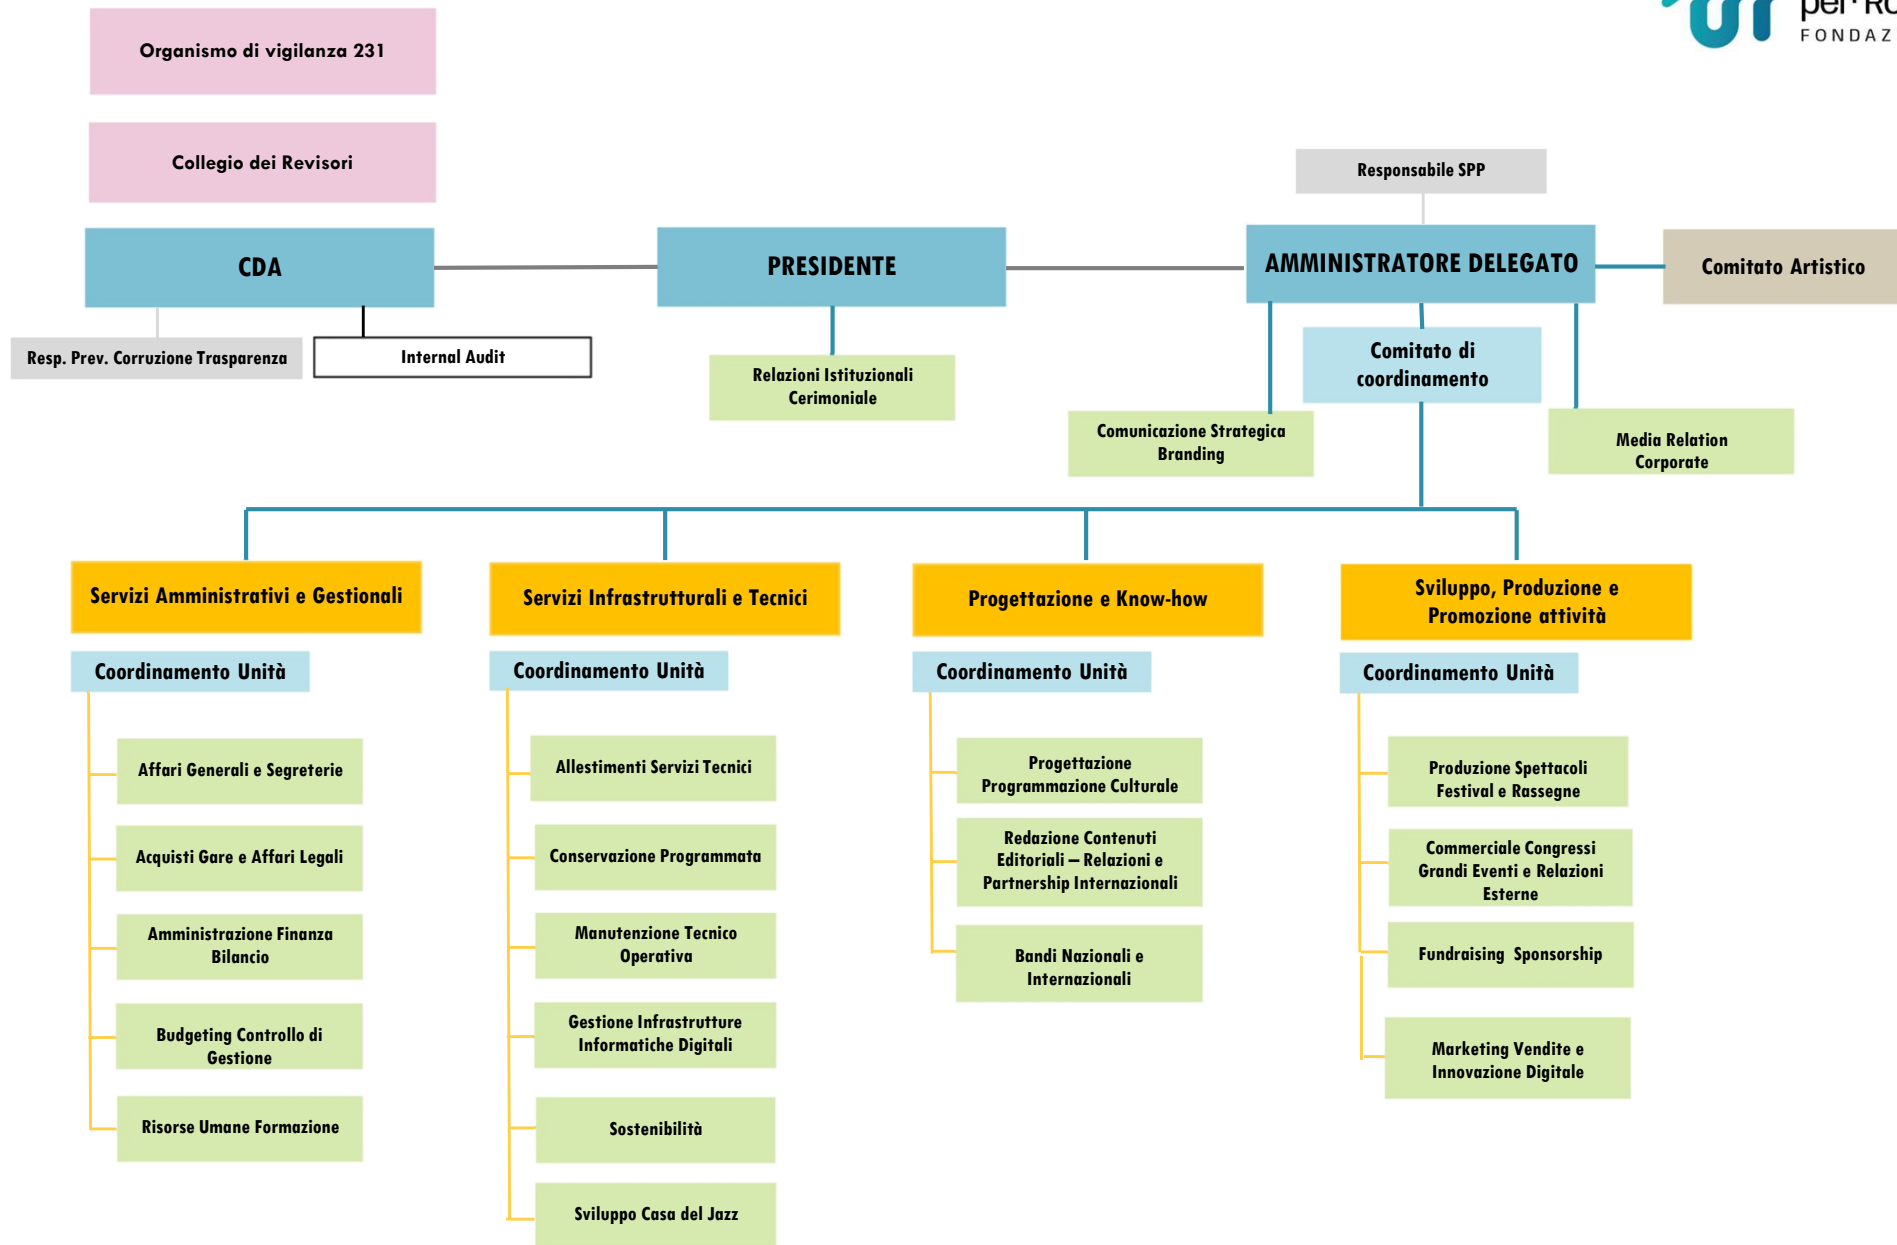 per RO
FONDAZ
Organismo di vigilanza 231
Collegio dei Revisori
Responsabile SPP
CDA
PRESIDENTE
AMMINISTRATORE DELEGATO
Comitato Artistico
Resp. Prev. Corruzione Trasparenza
Internal Audit
Relazioni Istituzionali
Cerimoniale
Comitato di
coordinamento
Comunicazione Strategica
Branding
Media Relation
Corporate
Servizi Amministrativi e Gestionali
Coordinamento Unità
Affari Generali e Segreterie
Acquisti Gare e Affari Legali
Amministrazione Finanza
Bilancio
Budgeting Controllo di
Gestione
Risorse Umane Formazione
Servizi Infrastrutturali e Tecnici
Coordinamento Unità
Allestimenti Servizi Tecnici
Conservazione Programmata
Manutenzione Tecnico
Operativa
Gestione Infrastrutture
Informatiche Digitali
Sostenibilità
Sviluppo Casa del Jazz
Progettazione e Know-how
Coordinamento Unità
Progettazione
Programmazione Culturale
Redazione Contenuti
Editoriali – Relazioni e
Partnership Internazionali
Bandi Nazionali e
Internazionali
Sviluppo, Produzione e
Promozione attività
Coordinamento Unità
Produzione Spettacoli
Festival e Rassegne
Commerciale Congressi
Grandi Eventi e Relazioni
Esterne
Fundraising Sponsorship
Marketing Vendite e
Innovazione Digitale